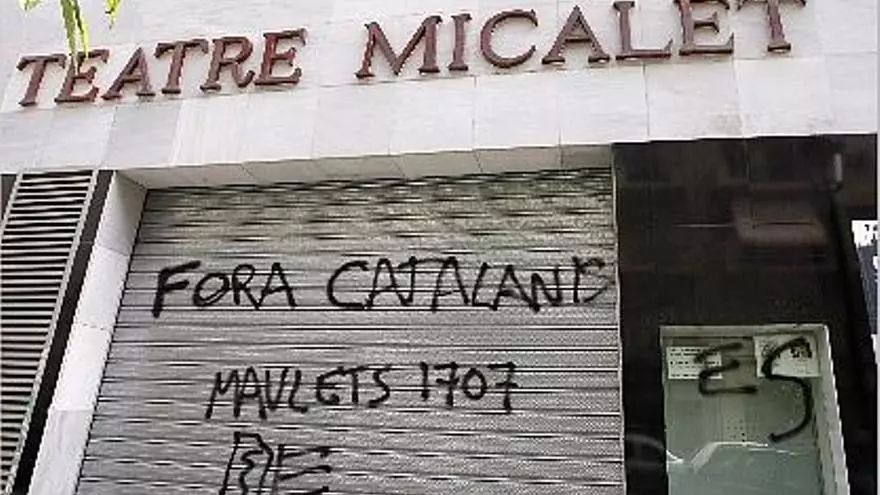 TEATRE MICALET
FORA CATALANS
MAVLETS 1707
ES